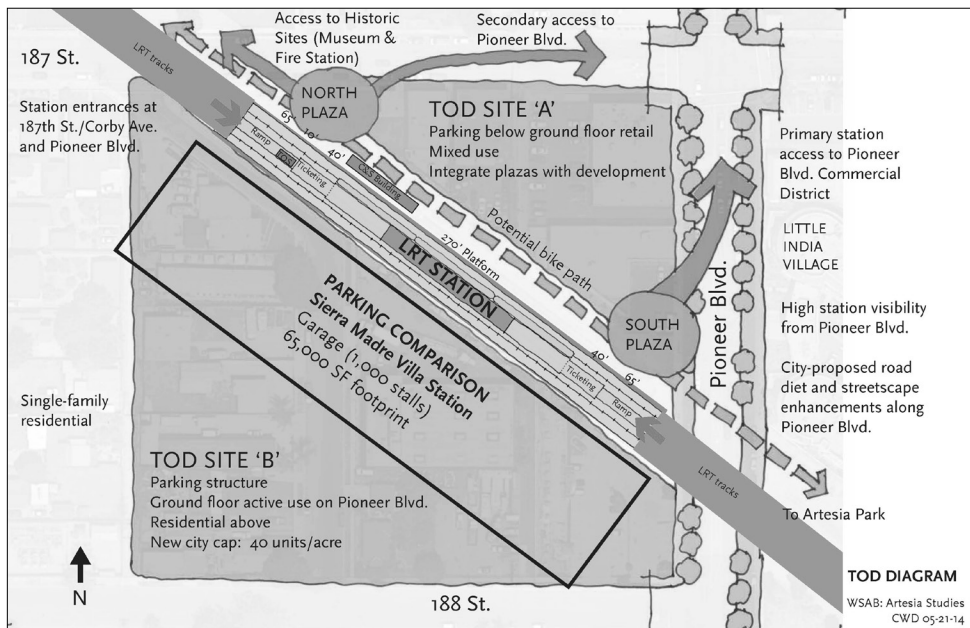 187 St.
LRT tracks
Access to Historic
Sites (Museum &
Fire Station)
Secondary access to
Pioneer Blvd.
Station entrances at
187th St./Corby Ave.
and Pioneer Blvd.
NORTH
PLAZA
TOD SITE ‘A’
Parking below ground floor retail
Mixed use
Integrate plazas with development
Primary station
access to Pioneer
Blvd. Commercial
District
65'
40'
Ramp
Ticketing
C&S Building
270' Platform
LRT STATION
Potential bike path
LITTLE
INDIA
VILLAGE
PARKING COMPARISON
Sierra Madre Villa Station
Garage (1,000 stalls)
65,000 SF footprint
SOUTH
PLAZA
Pioneer Blvd.
High station visibility
from Pioneer Blvd.
40'
65'
Ticketing
Ramp
City-proposed road
diet and streetscape
enhancements along
Pioneer Blvd.
Single-family
residential
TOD SITE ‘B’
Parking structure
Ground floor active use on Pioneer Blvd.
Residential above
New city cap: 40 units/acre
LRT tracks
To Artesia Park
N
188 St.
TOD DIAGRAM
WSAB: Artesia Studies
CWD 05-21-14